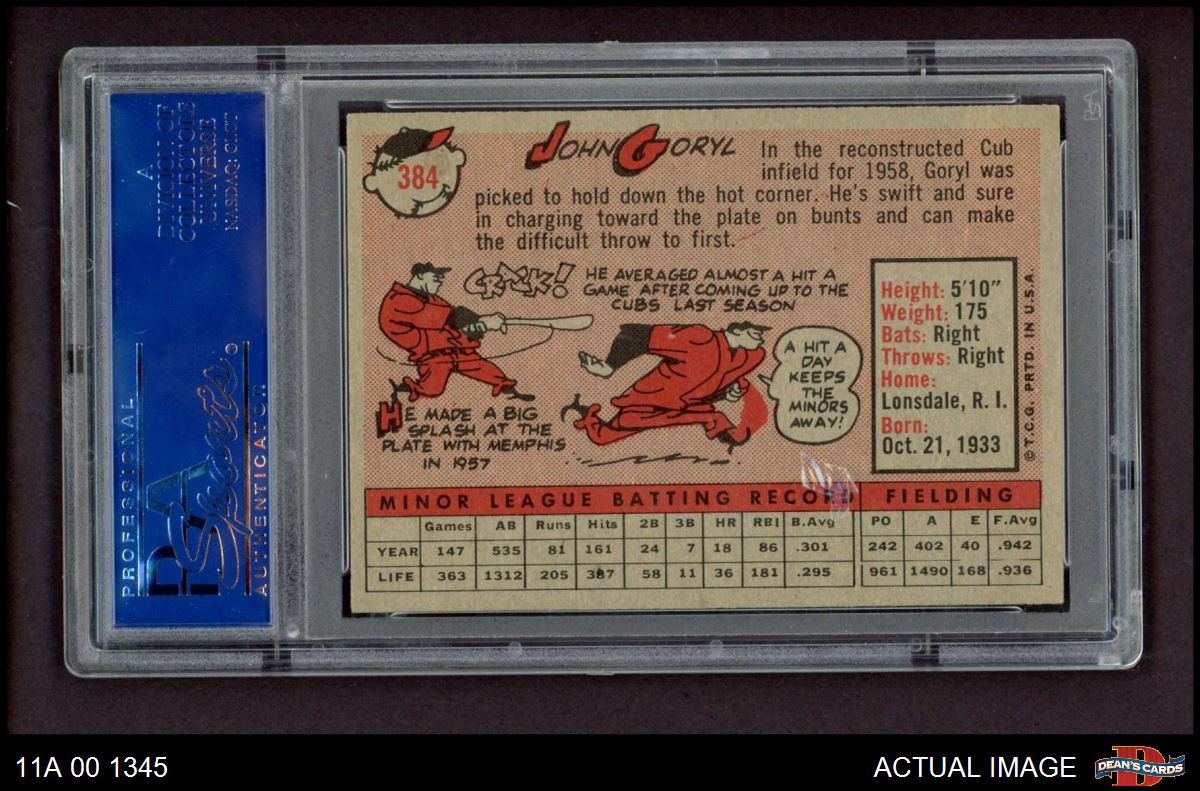 A
DIVISION OF
COLLECTORS
UNIVERSE
NASDAQ: CLCT
PROFESSIONAL
PSA
Sports
AUTHENTICATOR
PSA
384
JOHN GORYL
In the reconstructed Cub
infield for 1958, Goryl was
picked to hold down the hot corner. He's swift and sure
in charging toward the plate on bunts and can make
the difficult throw to first.
CRACK!
HE AVERAGED ALMOST A HIT A
GAME AFTER COMING UP TO THE
CUBS LAST SEASON
HE MADE A BIG
SPLASH AT THE
PLATE WITH MEMPHIS
IN 1957
A HIT A
DAY
KEEPS
THE
MINORS
AWAY!
Height: 5'10"
Weight: 175
Bats: Right
Throws: Right
Home:
Lonsdale, R. I.
Born:
Oct. 21, 1933
© T.C.G. PRTD. IN U.S.A.
MINOR LEAGUE BATTING RECORD FIELDING
Games AB Runs Hits 2B 3B HR RBI B.Avg PO A E F.Avg
YEAR 147 535 81 161 24 7 18 86 .301 242 402 40 .942
LIFE 363 1312 205 387 58 11 36 181 .295 961 1490 168 .936
11A 00 1345
ACTUAL IMAGE
D
DEAN'S CARDS